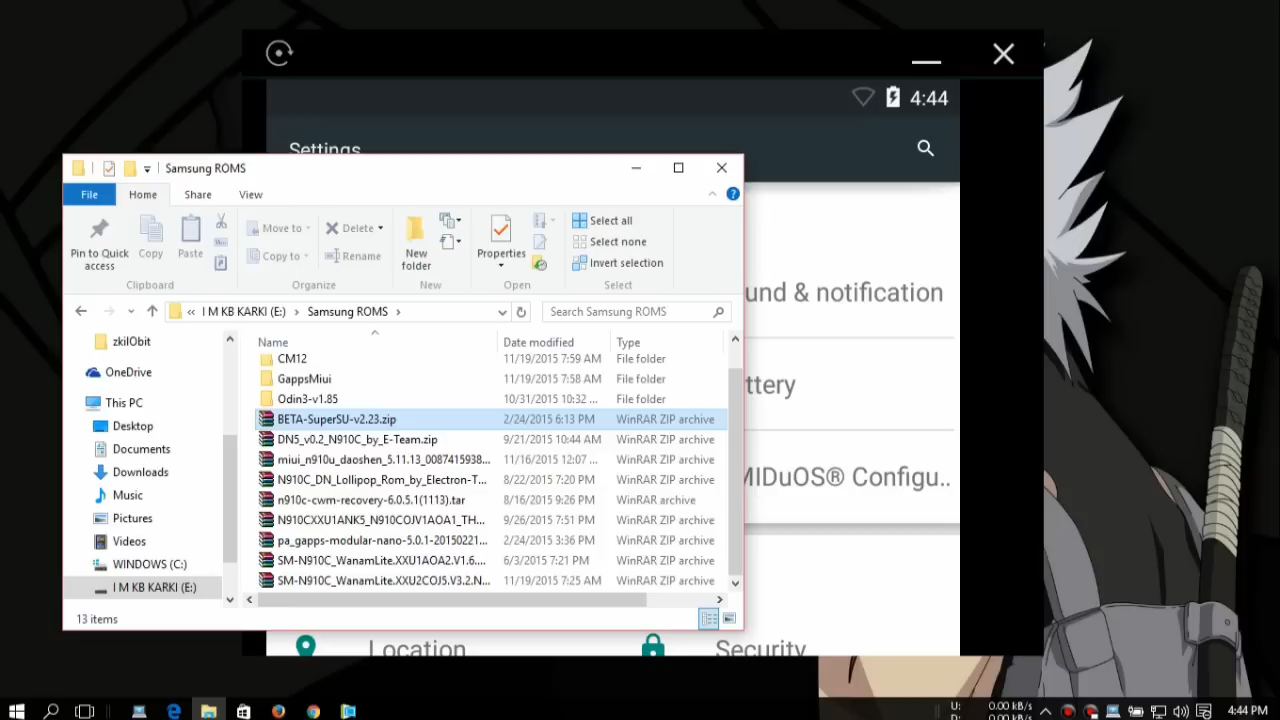 4:44
Settings
Samsung ROMS
File Home Share View
Pin to Quick access
Copy
Paste
Move to
Copy to
Delete
Rename
New folder
Properties
Select all
Select none
Invert selection
Clipboard Organize New Open Select
« I M KB KARKI (E:) > Samsung ROMS >
Search Samsung ROMS
zkilObit
OneDrive
This PC
Desktop
Documents
Downloads
Music
Pictures
Videos
WINDOWS (C:)
I M KB KARKI (E:)
Name Date modified Type
CM12 11/19/2015 7:59 AM File folder
GappsMiui 11/19/2015 7:58 AM File folder
Odin3-v1.85 10/31/2015 10:32 ... File folder
BETA-SuperSU-v2.23.zip 2/24/2015 6:13 PM WinRAR ZIP archive
DN5_v0.2_N910C_by_E-Team.zip 9/21/2015 10:44 AM WinRAR ZIP archive
miui_n910u_daoshen_5.11.13_0087415938... 11/16/2015 12:07 ... WinRAR ZIP archive
N910C_DN_Lollipop_Rom_by_Electron-T... 8/22/2015 7:20 PM WinRAR ZIP archive
n910c-cwm-recovery-6.0.5.1(1113).tar 8/16/2015 9:26 PM WinRAR archive
N910CXXU1ANK5_N910COJV1AOA1_TH... 9/26/2015 7:51 PM WinRAR ZIP archive
pa_gapps-modular-nano-5.0.1-20150221... 2/24/2015 3:36 PM WinRAR ZIP archive
SM-N910C_WanamLite.XXU1AOA2.V1.6.... 6/3/2015 7:21 PM WinRAR ZIP archive
SM-N910C_WanamLite.XXU2COJ5.V3.2.N... 11/19/2015 7:25 AM WinRAR ZIP archive
13 items
und & notification
ttery
MIDuOS® Configu..
Location
Security
U: 0.00 kB/s
D: 0.00 kB/s
4:44 PM